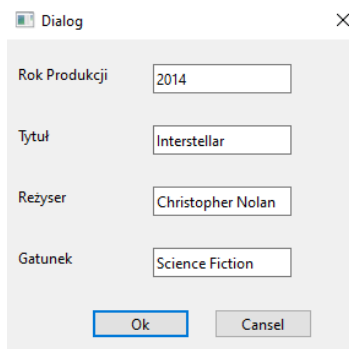 Dialog
Rok Produkcji 2014
Tytuł Interstellar
Reżyser Christopher Nolan
Gatunek Science Fiction
Ok Cansel